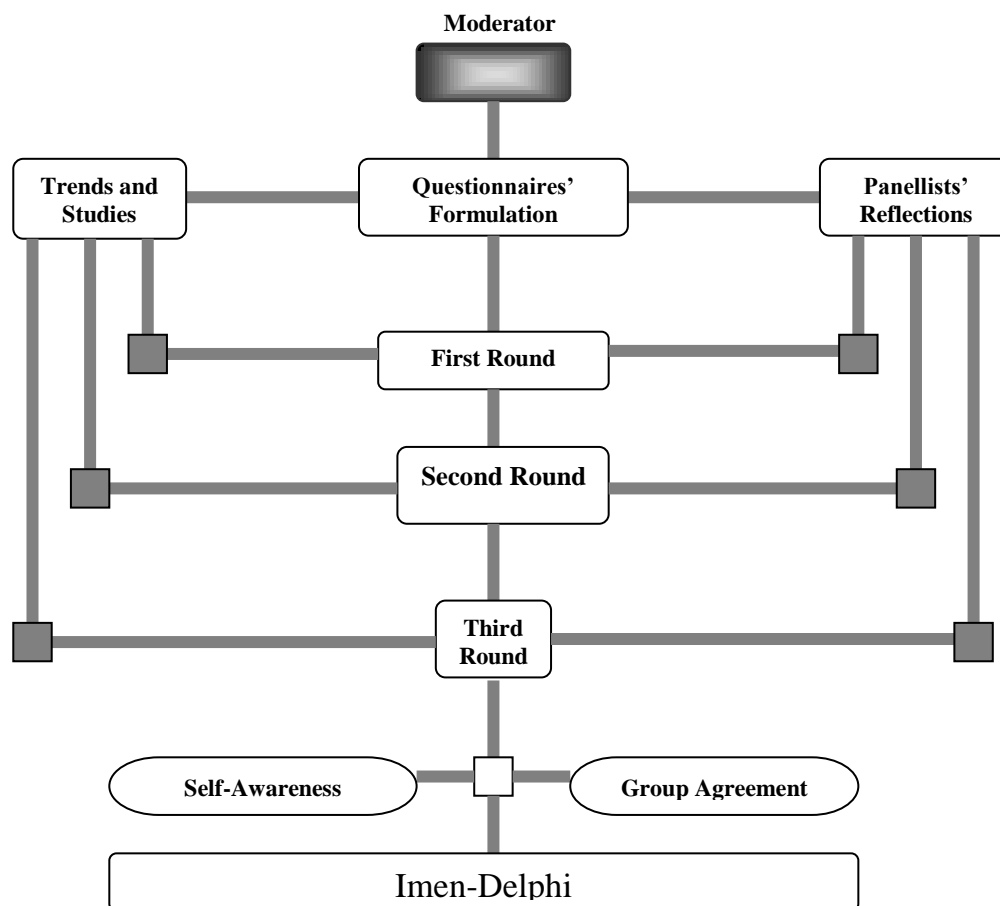 Moderator
Trends and
Studies
Questionnaires’
Formulation
Panellists’
Reflections
First Round
Second Round
Third
Round
Self-Awareness
Group Agreement
Imen-Delphi